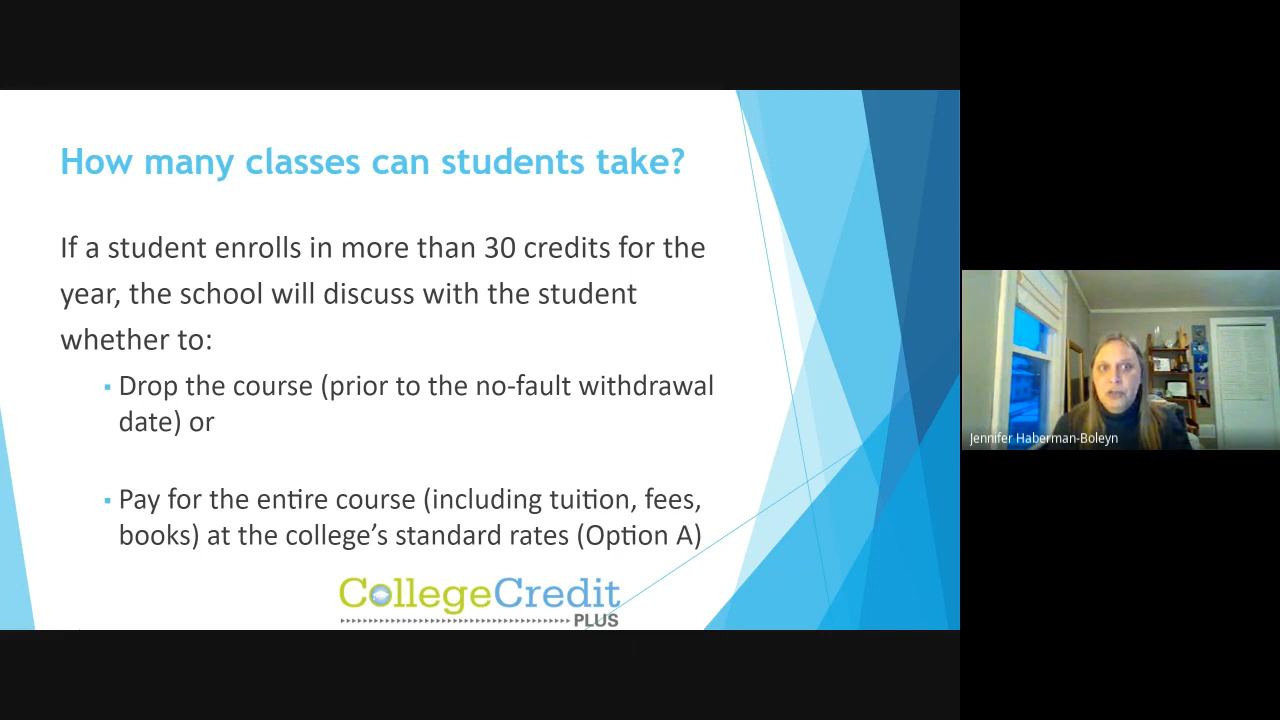 How many classes can students take?
If a student enrolls in more than 30 credits for the
year, the school will discuss with the student
whether to:
▪ Drop the course (prior to the no-fault withdrawal
date) or
▪ Pay for the entire course (including tuition, fees,
books) at the college’s standard rates (Option A)
CollegeCredit
PLUS
Jennifer Haberman-Boleyn